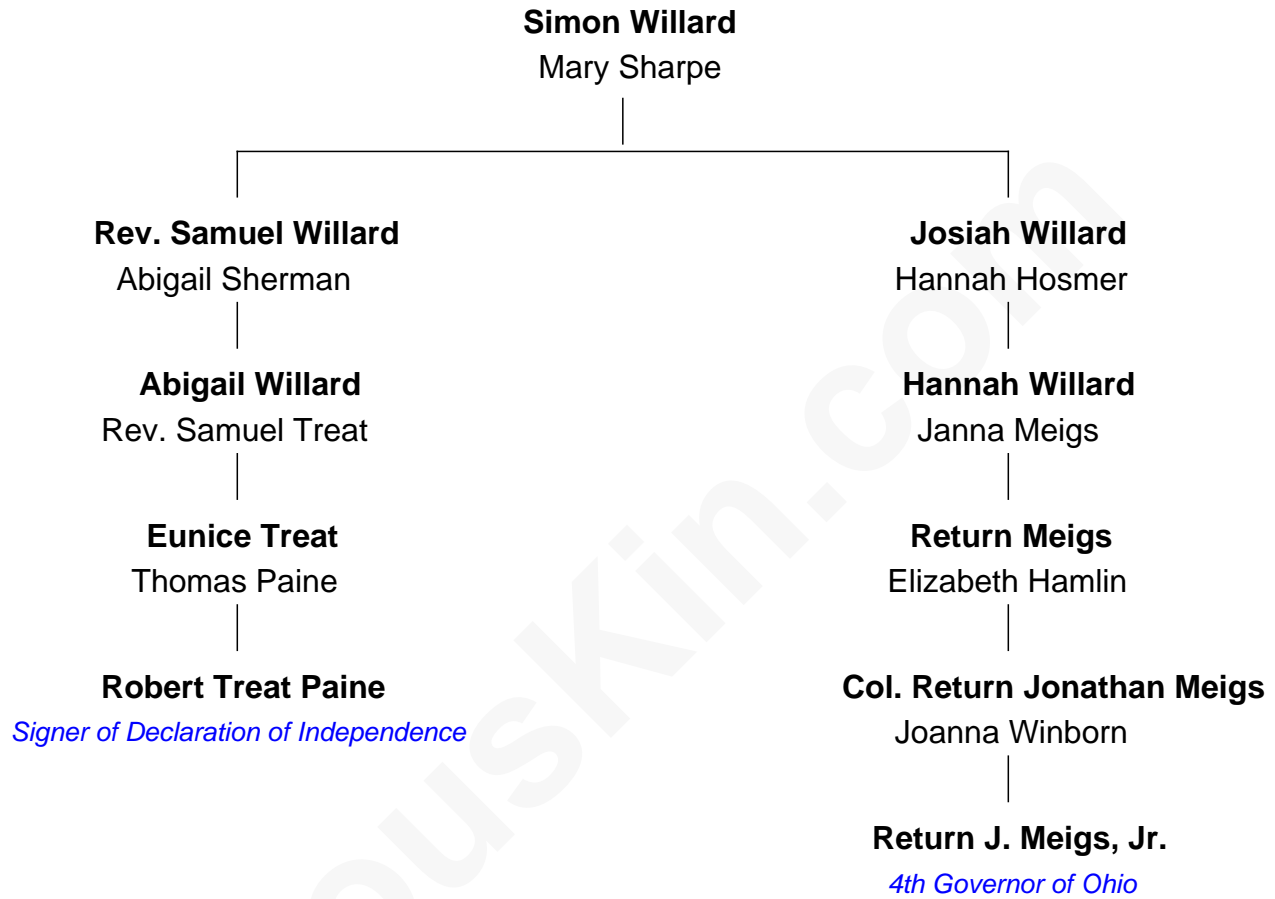 Simon Willard
Mary Sharpe
Rev. Samuel Willard
Abigail Sherman
Josiah Willard
Hannah Hosmer
Abigail Willard
Rev. Samuel Treat
Hannah Willard
Janna Meigs
Eunice Treat
Thomas Paine
Return Meigs
Elizabeth Hamlin
Robert Treat Paine
Signer of Declaration of Independence
Col. Return Jonathan Meigs
Joanna Winborn
Return J. Meigs, Jr.
4th Governor of Ohio
ousKin.com